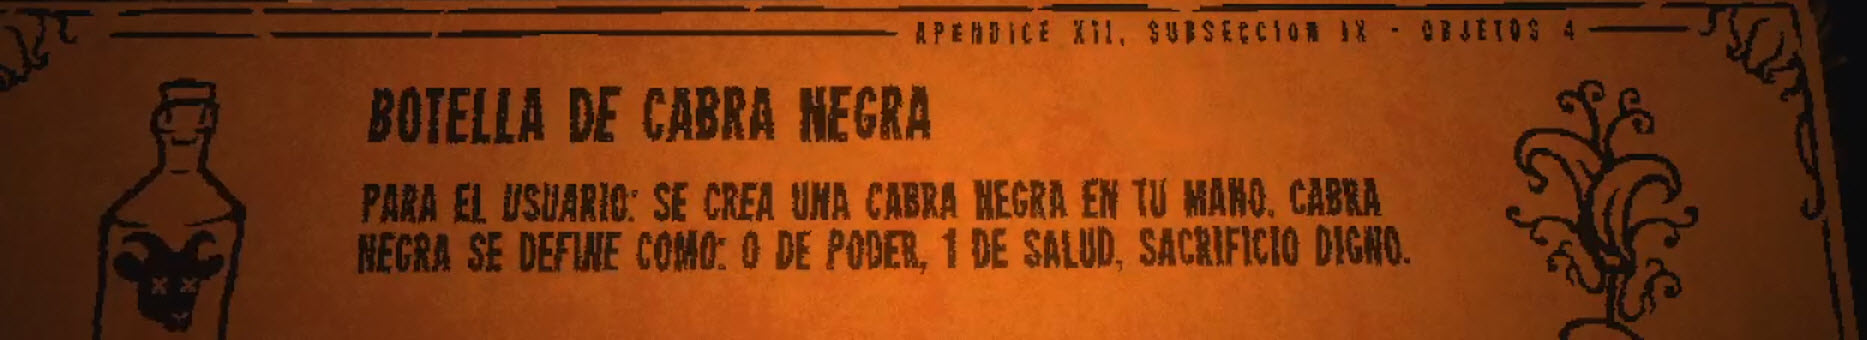 APENDICE XII, SUBSECCION IX - OBJETOS 4
BOTELLA DE CABRA NEGRA
PARA EL USUARIO: SE CREA UNA CABRA NEGRA EN TU MANO. CABRA
NEGRA SE DEFINE COMO: 0 DE PODER, 1 DE SALUD, SACRIFICIO DIGNO.